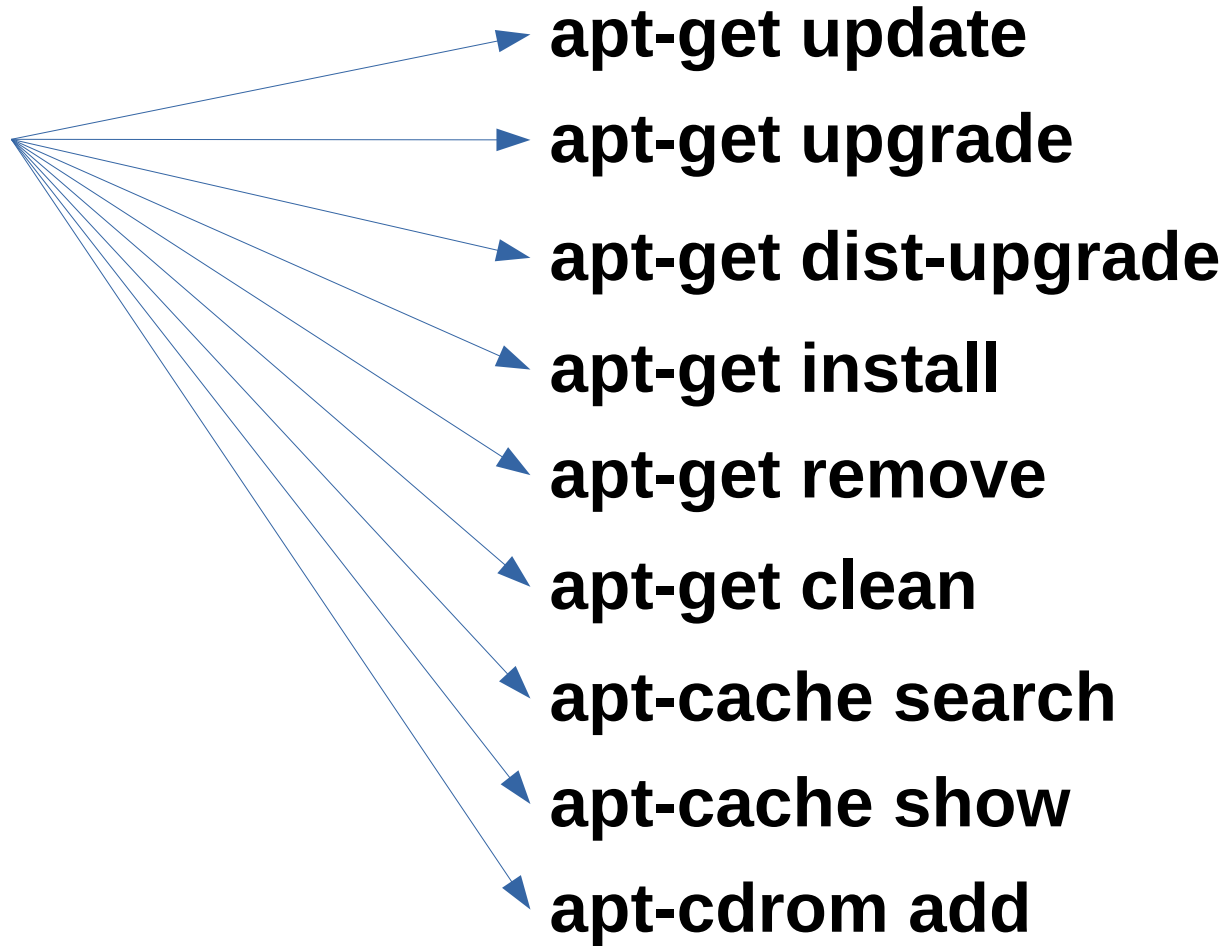 apt-get update
apt-get upgrade
apt-get dist-upgrade
apt-get install
apt-get remove
apt-get clean
apt-cache search
apt-cache show
apt-cdrom add